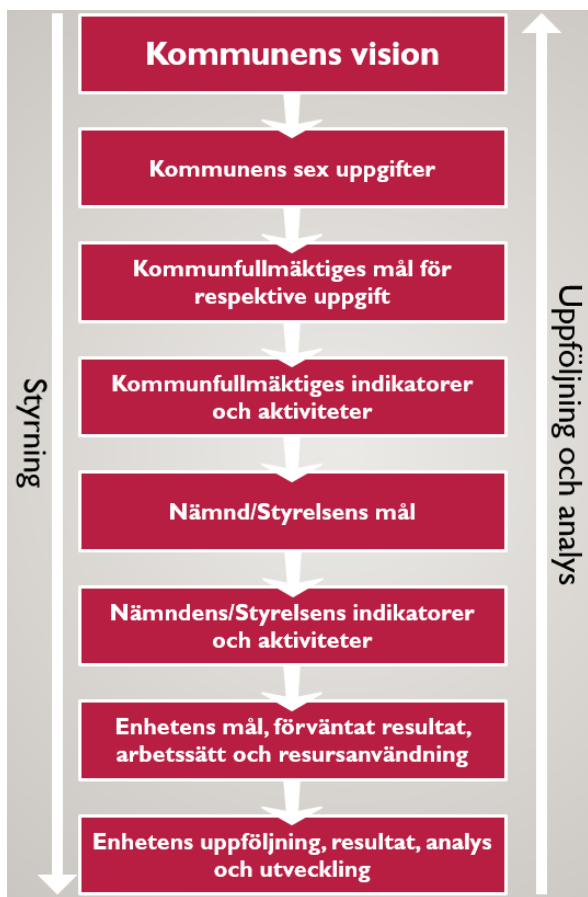 Kommunens vision
Kommunens sex uppgifter
Kommunfullmäktiges mål för
respektive uppgift
Kommunfullmäktiges indikatorer
och aktiviteter
Nämnd/Styrelsens mål
Nämndens/Styrelsens indikatorer
och aktiviteter
Enhetens mål, förväntat resultat,
arbetssätt och resursanvändning
Enhetens uppföljning, resultat, analys
och utveckling
Styrning
Uppföljning och analys